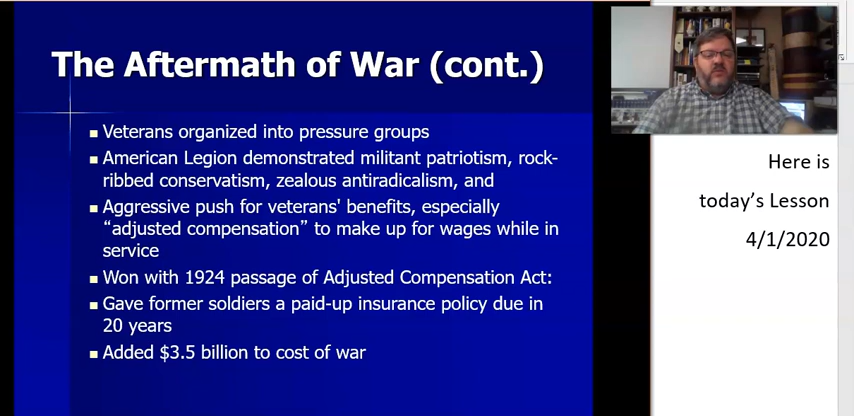 The Aftermath of War (cont.)
Veterans organized into pressure groups
American Legion demonstrated militant patriotism, rock-
ribbed conservatism, zealous antiradicalism, and
Aggressive push for veterans' benefits, especially
“adjusted compensation” to make up for wages while in
service
Won with 1924 passage of Adjusted Compensation Act:
Gave former soldiers a paid-up insurance policy due in
20 years
Added $3.5 billion to cost of war
Here is
today’s Lesson
4/1/2020